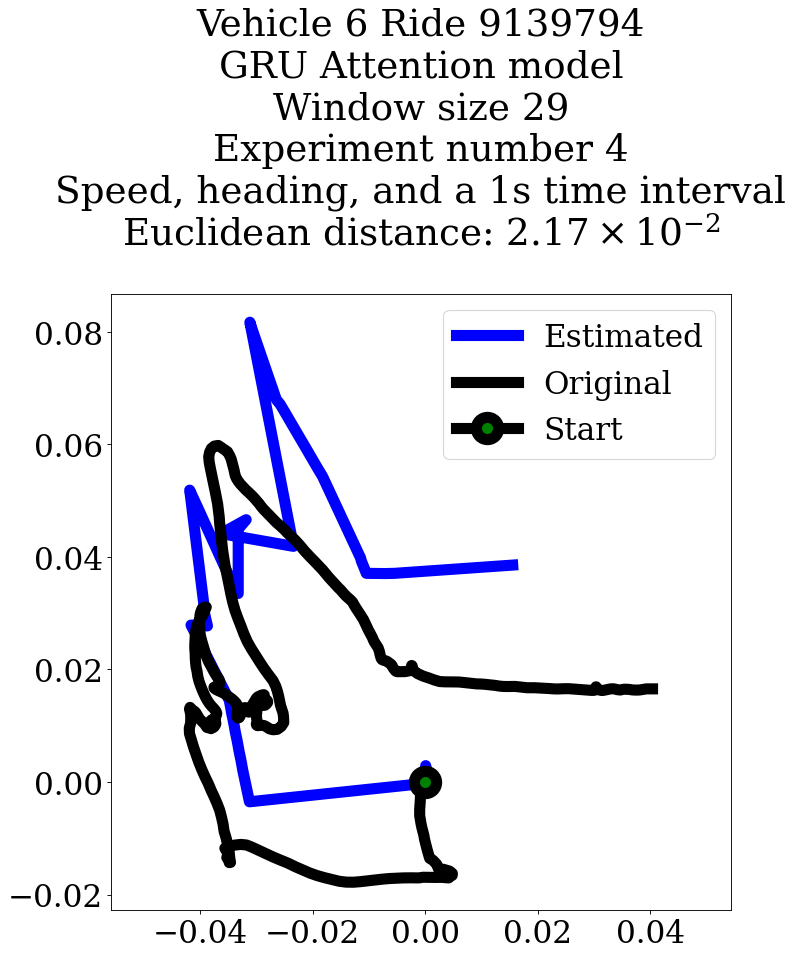 Vehicle 6 Ride 9139794
GRU Attention model
Window size 29
Experiment number 4
Speed, heading, and a 1s time interval
Euclidean distance: 2.17 × 10⁻²
Estimated
Original
Start
0.08
0.06
0.04
0.02
0.00
−0.02
−0.04 −0.02 0.00 0.02 0.04